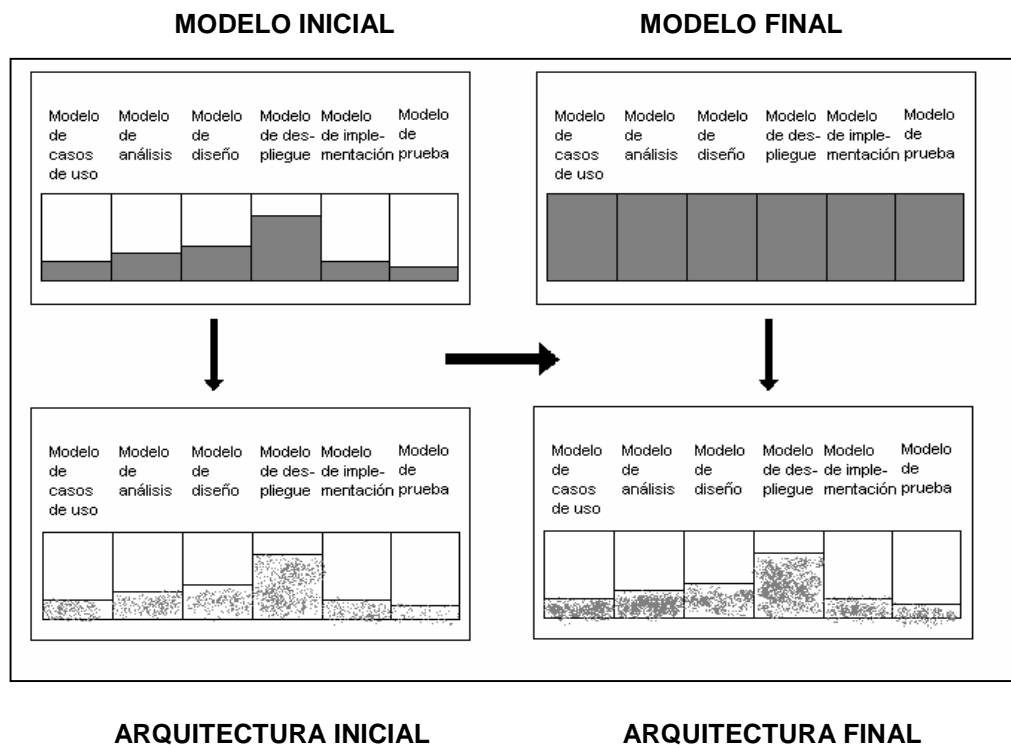 MODELO INICIAL
MODELO FINAL
Modelo
de
casos
de uso
Modelo
de
análisis
Modelo
de
diseño
Modelo
de des-
pliegue
Modelo
de imple-
mentación
Modelo
de
prueba
Modelo
de
casos
de uso
Modelo
de
análisis
Modelo
de
diseño
Modelo
de des-
pliegue
Modelo
de imple-
mentación
Modelo
de
prueba
Modelo
de
casos
de uso
Modelo
de
análisis
Modelo
de
diseño
Modelo
de des-
pliegue
Modelo
de imple-
mentación
Modelo
de
prueba
Modelo
de
casos
de uso
Modelo
de
análisis
Modelo
de
diseño
Modelo
de des-
pliegue
Modelo
de imple-
mentación
Modelo
de
prueba
ARQUITECTURA INICIAL
ARQUITECTURA FINAL